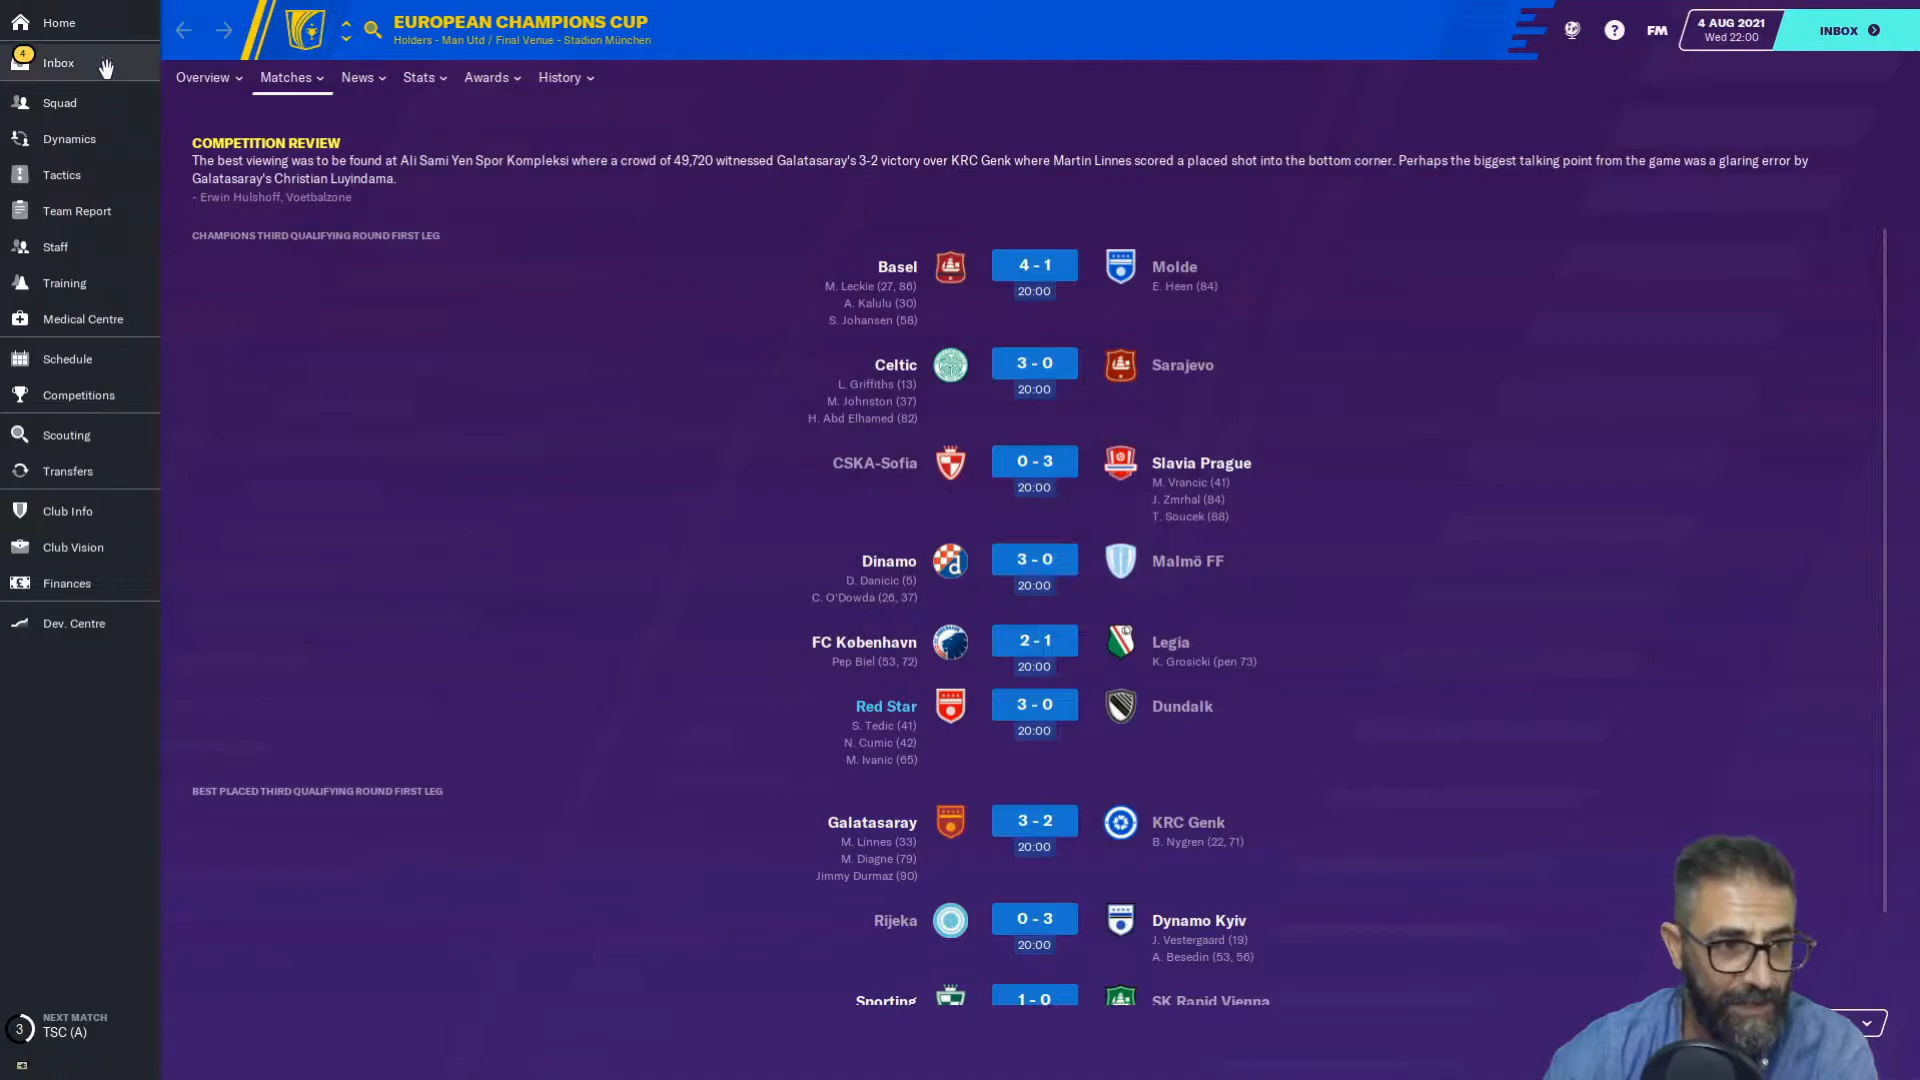 Home
4
Inbox
Squad
Dynamics
Tactics
Team Report
Staff
Training
Medical Centre
Schedule
Competitions
Scouting
Transfers
Club Info
Club Vision
Finances
Dev. Centre
3
NEXT MATCH
TSC (A)
EUROPEAN CHAMPIONS CUP
Holders - Man Utd / Final Venue - Stadion München
? FM
4 AUG 2021
Wed 22:00
INBOX
Overview Matches News Stats Awards History
COMPETITION REVIEW
The best viewing was to be found at Ali Sami Yen Spor Kompleksi where a crowd of 49,720 witnessed Galatasaray's 3-2 victory over KRC Genk where Martin Linnes scored a placed shot into the bottom corner. Perhaps the biggest talking point from the game was a glaring error by
Galatasaray's Christian Luyindama.
- Erwin Hulshoff, Voetbalzone
CHAMPIONS THIRD QUALIFYING ROUND FIRST LEG
Basel 4 - 1 Molde
M. Leckie (27, 86) 20:00 E. Heen (84)
A. Kalulu (30)
S. Johansen (58)
Celtic 3 - 0 Sarajevo
L. Griffiths (13) 20:00
M. Johnston (37)
H. Abd Elhamed (82)
CSKA-Sofia 0 - 3 Slavia Prague
20:00 M. Vrancic (41)
J. Zmrhal (84)
T. Soucek (88)
Dinamo 3 - 0 Malmö FF
D. Danicic (5) 20:00
C. O'Dowda (26, 37)
FC København 2 - 1 Legia
Pep Biel (53, 72) 20:00 K. Grosicki (pen 73)
Red Star 3 - 0 Dundalk
S. Tedic (41) 20:00
N. Cumic (42)
M. Ivanic (65)
BEST PLACED THIRD QUALIFYING ROUND FIRST LEG
Galatasaray 3 - 2 KRC Genk
M. Linnes (33) 20:00 B. Nygren (22, 71)
M. Diagne (79)
Jimmy Durmaz (90)
Rijeka 0 - 3 Dynamo Kyiv
20:00 J. Vestergaard (19)
A. Besedin (53, 56)
Sporting 1 - 0 SK Rapid Vienna